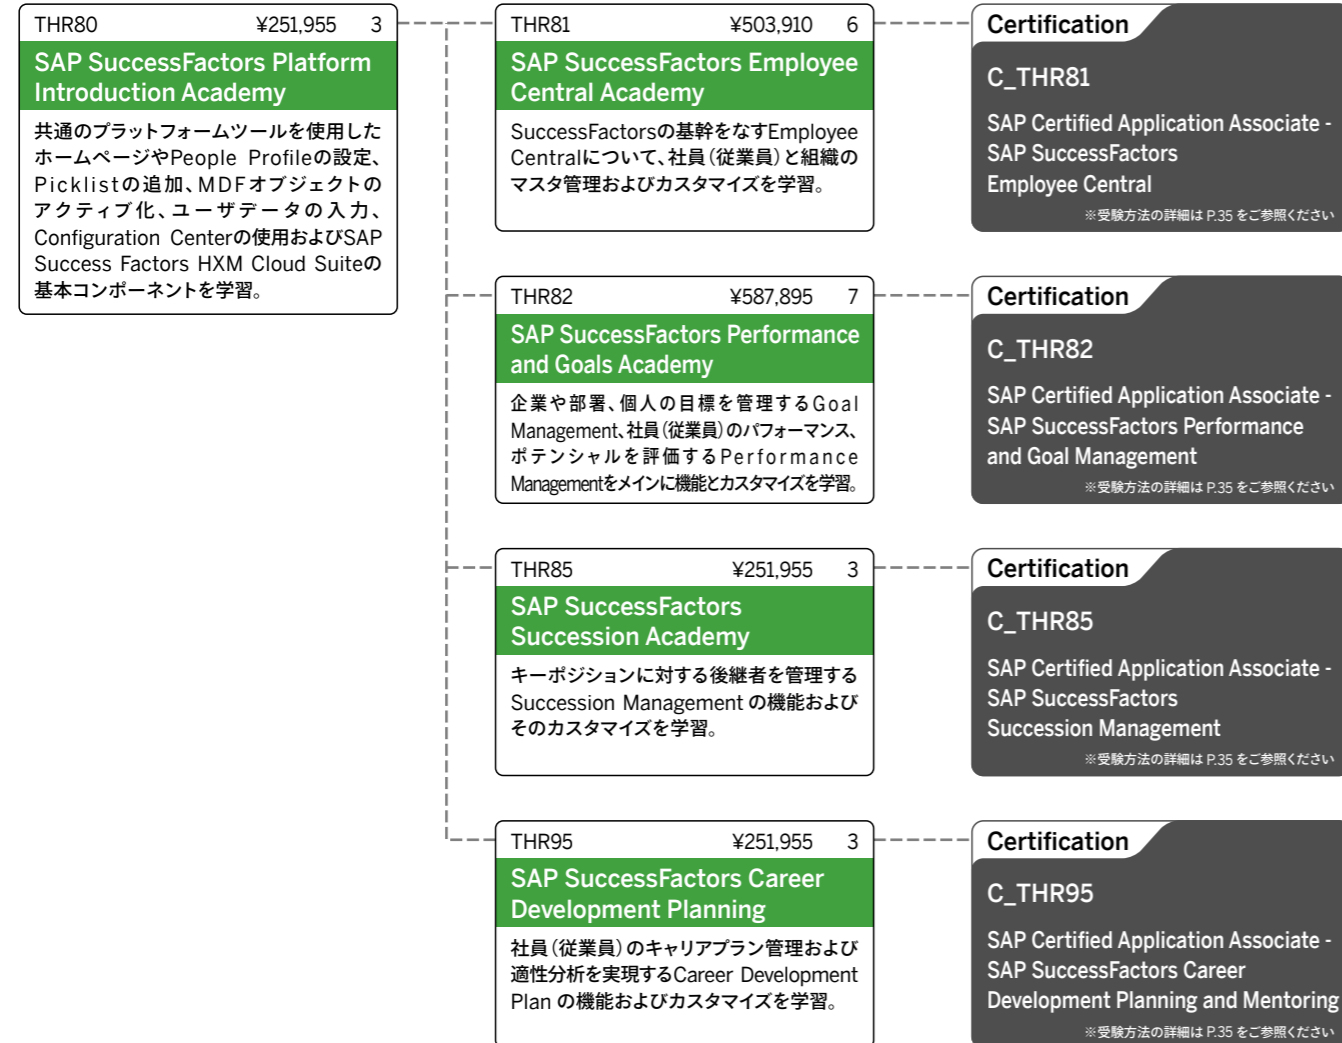 THR80 ¥251,955 3
SAP SuccessFactors Platform
Introduction Academy
共通のプラットフォームツールを使用した
ホームページやPeople Profileの設定、
Picklistの追加、MDFオブジェクトの
アクティブ化、ユーザデータの入力、
Configuration Centerの使用およびSAP
Success Factors HXM Cloud Suiteの
基本コンポーネントを学習。
THR81 ¥503,910 6
SAP SuccessFactors Employee
Central Academy
SuccessFactorsの基幹をなすEmployee
Centralについて、社員（従業員）と組織の
マスタ管理およびカスタマイズを学習。
Certification
C_THR81
SAP Certified Application Associate -
SAP SuccessFactors
Employee Central
※受験方法の詳細は P.35 をご参照ください
THR82 ¥587,895 7
SAP SuccessFactors Performance
and Goals Academy
企業や部署、個人の目標を管理するGoal
Management、社員（従業員）のパフォーマンス、
ポテンシャルを評価するPerformance
Managementをメインに機能とカスタマイズを学習。
Certification
C_THR82
SAP Certified Application Associate -
SAP SuccessFactors Performance
and Goal Management
※受験方法の詳細は P.35 をご参照ください
THR85 ¥251,955 3
SAP SuccessFactors
Succession Academy
キーポジションに対する後継者を管理する
Succession Management の機能および
そのカスタマイズを学習。
Certification
C_THR85
SAP Certified Application Associate -
SAP SuccessFactors
Succession Management
※受験方法の詳細は P.35 をご参照ください
THR95 ¥251,955 3
SAP SuccessFactors Career
Development Planning
社員（従業員）のキャリアプラン管理および
適性分析を実現するCareer Development
Plan の機能およびカスタマイズを学習。
Certification
C_THR95
SAP Certified Application Associate -
SAP SuccessFactors Career
Development Planning and Mentoring
※受験方法の詳細は P.35 をご参照ください